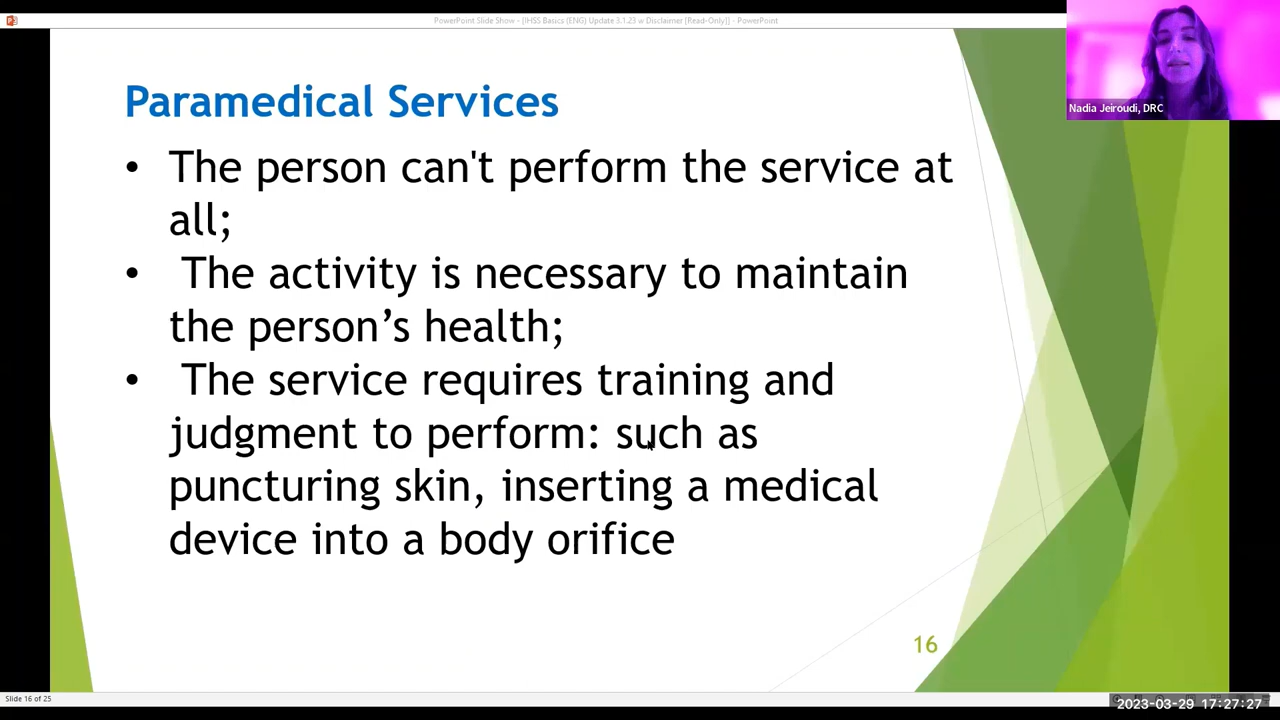 PowerPoint Slide Show - [IHSS Basics (ENG) Update 3.1.23 w Disclaimer [Read-Only]] - PowerPoint
Nadia Jeiroudi, DRC
Paramedical Services
• The person can't perform the service at
all;
• The activity is necessary to maintain
the person’s health;
• The service requires training and
judgment to perform: such as
puncturing skin, inserting a medical
device into a body orifice
16
Slide 16 of 25
2023-03-29 17:27:27